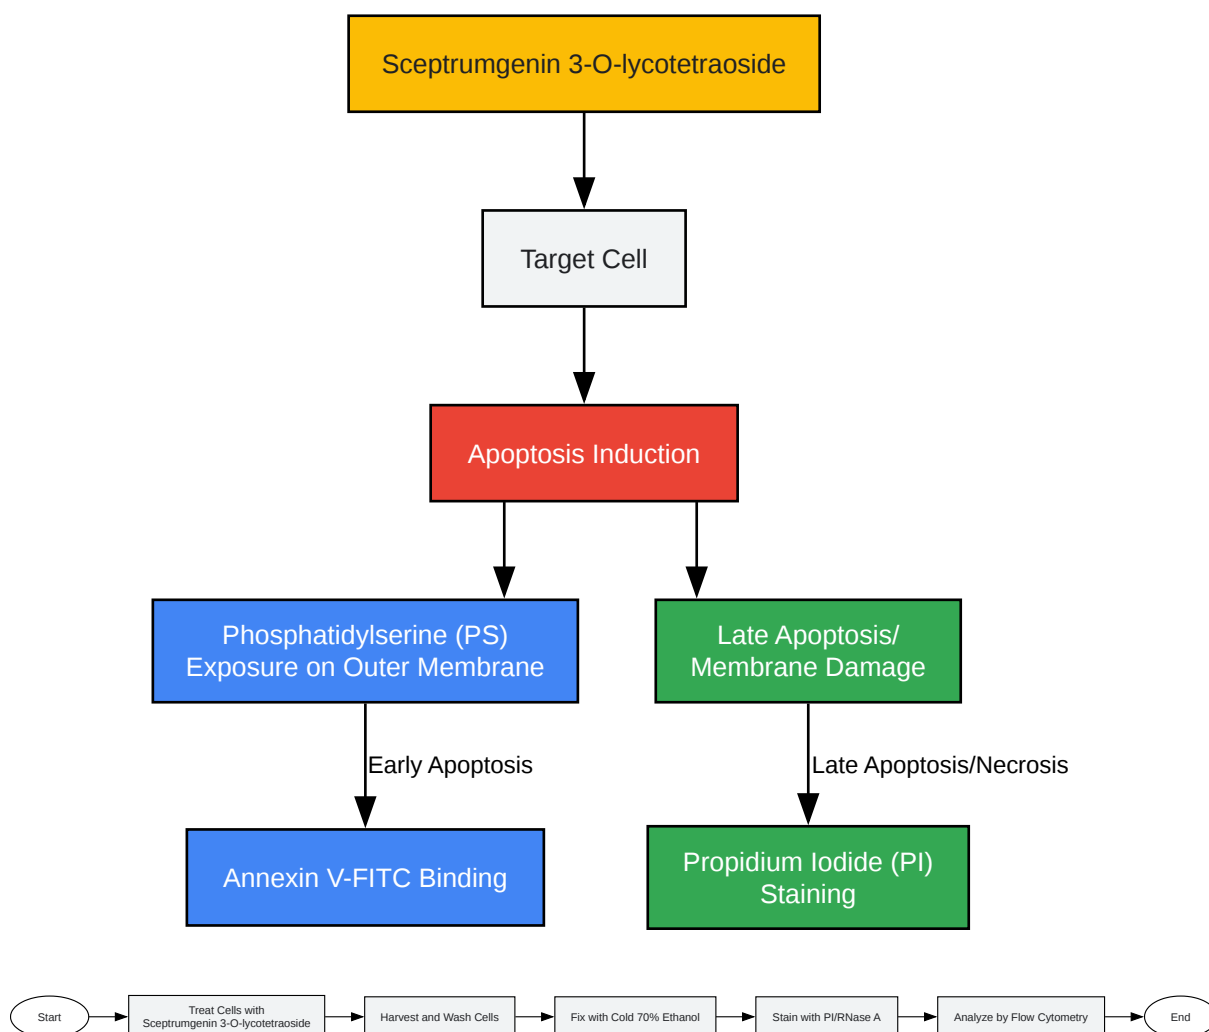 Sceptrumgenin 3-O-lycotetraoside
Target Cell
Apoptosis Induction
Phosphatidylserine (PS)
Exposure on Outer Membrane
Late Apoptosis/
Membrane Damage
Early Apoptosis
Late Apoptosis/Necrosis
Annexin V-FITC Binding
Propidium Iodide (PI)
Staining
Start
Treat Cells with
Sceptrumgenin 3-O-lycotetraoside
Harvest and Wash Cells
Fix with Cold 70% Ethanol
Stain with PI/RNase A
Analyze by Flow Cytometry
End